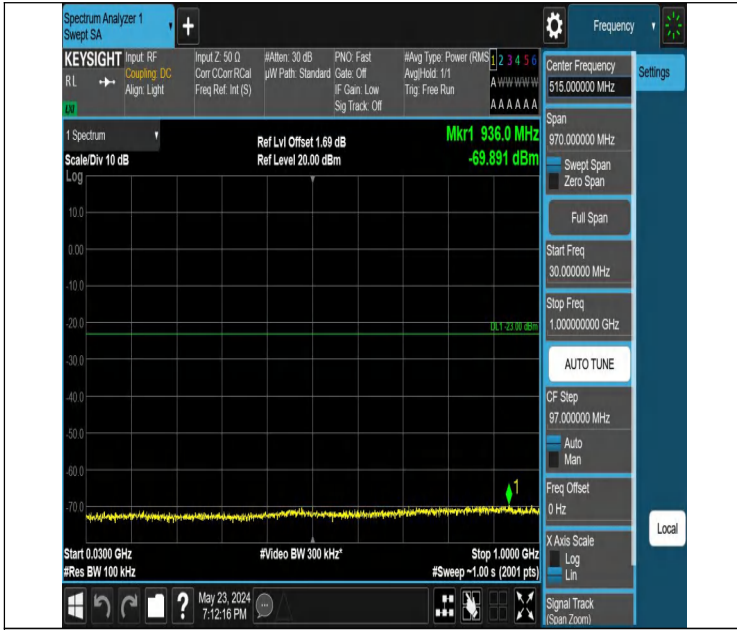 Spectrum Analyzer 1
Swept SA
+
Frequency
KEYSIGHT
RL
Input: RF
Coupling: DC
Align: Light
Input Z: 50 Ω
Corr CCorr RCal
Freq Ref: Int (S)
#Atten: 30 dB
µW Path: Standard
PNO: Fast
Gate: Off
IF Gain: Low
Sig Track: Off
#Avg Type: Power (RMS
Avg|Hold: 1/1
Trig: Free Run
1 2 3 4 5 6
A W W W W W
A A A A A A
1 Spectrum
Scale/Div 10 dB
Ref Lvl Offset 1.69 dB
Ref Level 20.00 dBm
Mkr1 936.0 MHz
-69.891 dBm
Log
10.0
0.00
-10.0
-20.0
DL1 -23.00 dBm
-30.0
-40.0
-50.0
-60.0
1
-70.0
Start 0.0300 GHz
#Video BW 300 kHz*
Stop 1.0000 GHz
#Res BW 100 kHz
#Sweep ~1.00 s (2001 pts)
?
May 23, 2024
7:12:16 PM
Center Frequency
515.000000 MHz
Settings
Span
970.000000 MHz
Swept Span
Zero Span
Full Span
Start Freq
30.000000 MHz
Stop Freq
1.000000000 GHz
AUTO TUNE
CF Step
97.000000 MHz
Auto
Man
Freq Offset
0 Hz
Local
X Axis Scale
Log
Lin
Signal Track
(Span Zoom)